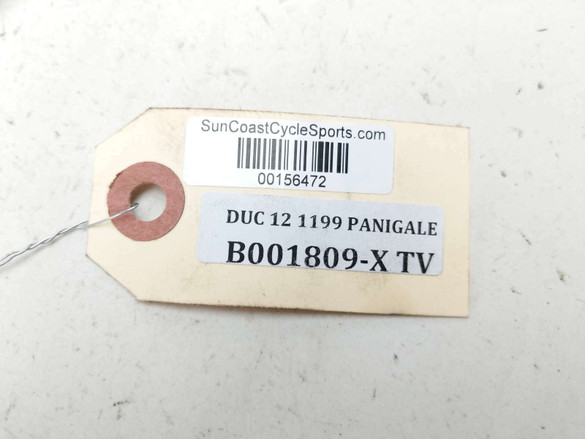 SunCoastCycleSports.com
00156472
DUC 12 1199 PANIGALE
B001809-X TV